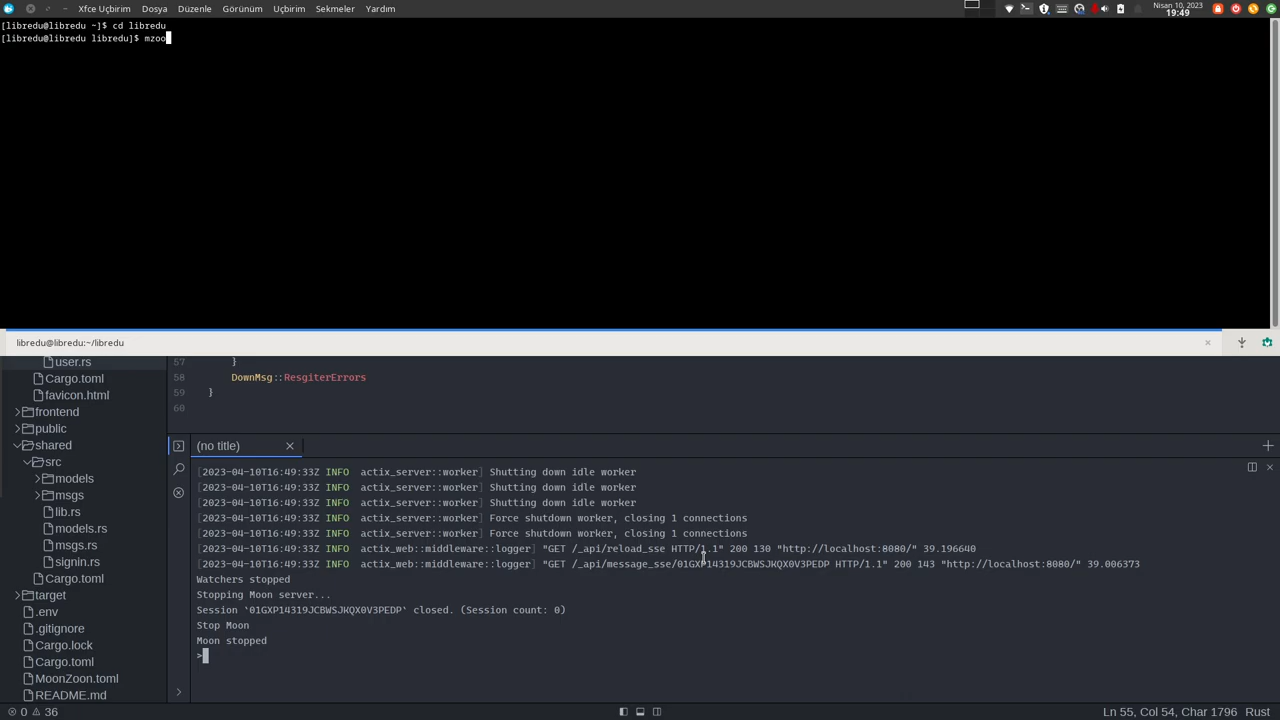 Xfce Uçbirim Dosya Düzenle Görünüm Uçbirim Sekmeler Yardım
Nisan 10, 2023
19:49
[libredu@libredu ~]$ cd libredu
[libredu@libredu libredu]$ mzoo
libredu@libredu:~/libredu
user.rs
Cargo.toml
favicon.html
frontend
public
shared
src
models
msgs
lib.rs
models.rs
msgs.rs
signin.rs
Cargo.toml
target
.env
.gitignore
Cargo.lock
Cargo.toml
MoonZoon.toml
README.md
57 }
58 DownMsg::ResgiterErrors
59 }
60
(no title)
[2023-04-10T16:49:33Z INFO actix_server::worker] Shutting down idle worker
[2023-04-10T16:49:33Z INFO actix_server::worker] Shutting down idle worker
[2023-04-10T16:49:33Z INFO actix_server::worker] Shutting down idle worker
[2023-04-10T16:49:33Z INFO actix_server::worker] Force shutdown worker, closing 1 connections
[2023-04-10T16:49:33Z INFO actix_server::worker] Force shutdown worker, closing 1 connections
[2023-04-10T16:49:33Z INFO actix_web::middleware::logger] "GET /_api/reload_sse HTTP/1.1" 200 130 "http://localhost:8080/" 39.196640
[2023-04-10T16:49:33Z INFO actix_web::middleware::logger] "GET /_api/message_sse/01GXP14319JCBWSJKQX0V3PEDP HTTP/1.1" 200 143 "http://localhost:8080/" 39.006373
Watchers stopped
Stopping Moon server...
Session `01GXP14319JCBWSJKQX0V3PEDP` closed. (Session count: 0)
Stop Moon
Moon stopped
>
0 36
Ln 55, Col 54, Char 1796 Rust